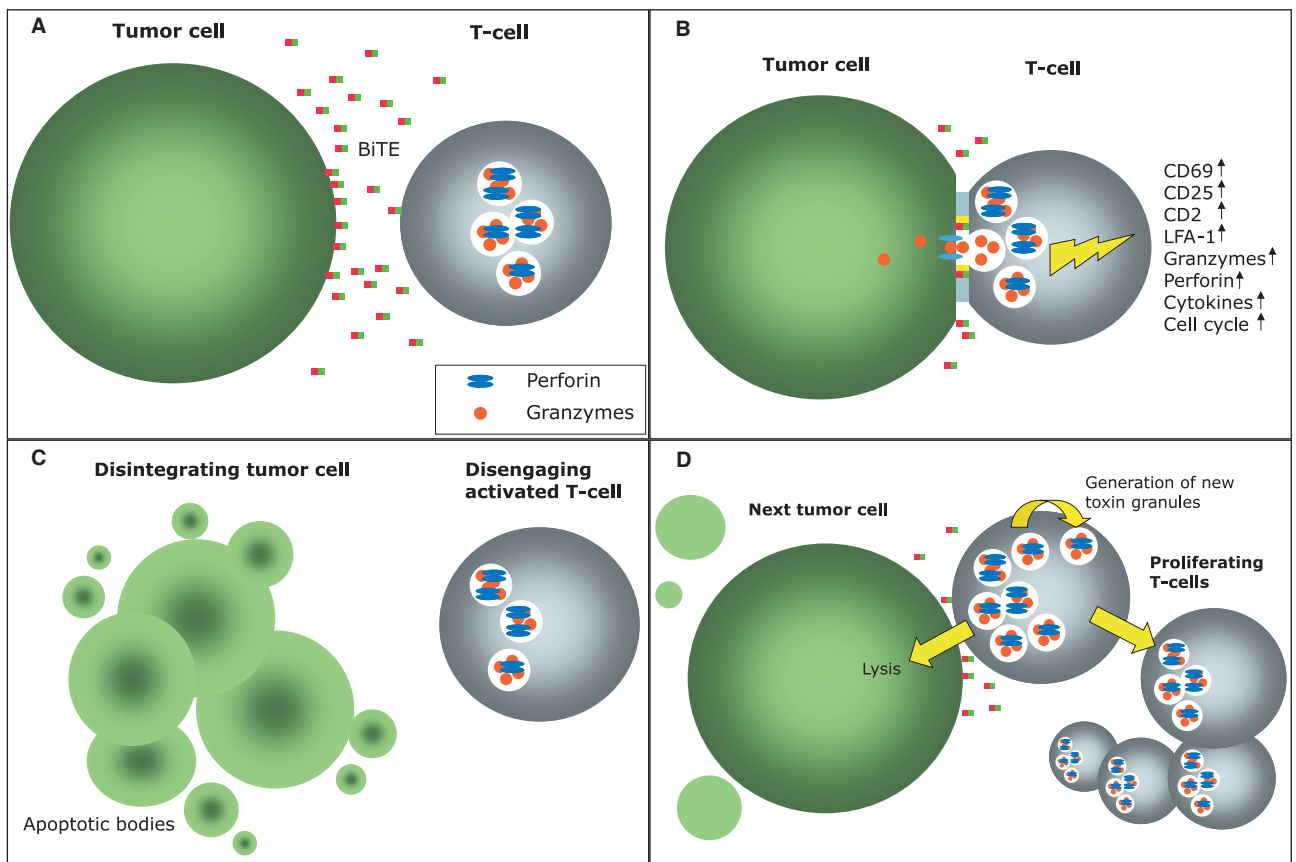 A
Tumor cell
T-cell
BiTE
Perforin
Granzymes
B
Tumor cell
T-cell
CD69
CD25
CD2
LFA-1
Granzymes
Perforin
Cytokines
Cell cycle
C
Disintegrating tumor cell
Disengaging
activated T-cell
Apoptotic bodies
D
Next tumor cell
Generation of new
toxin granules
Proliferating
T-cells
Lysis